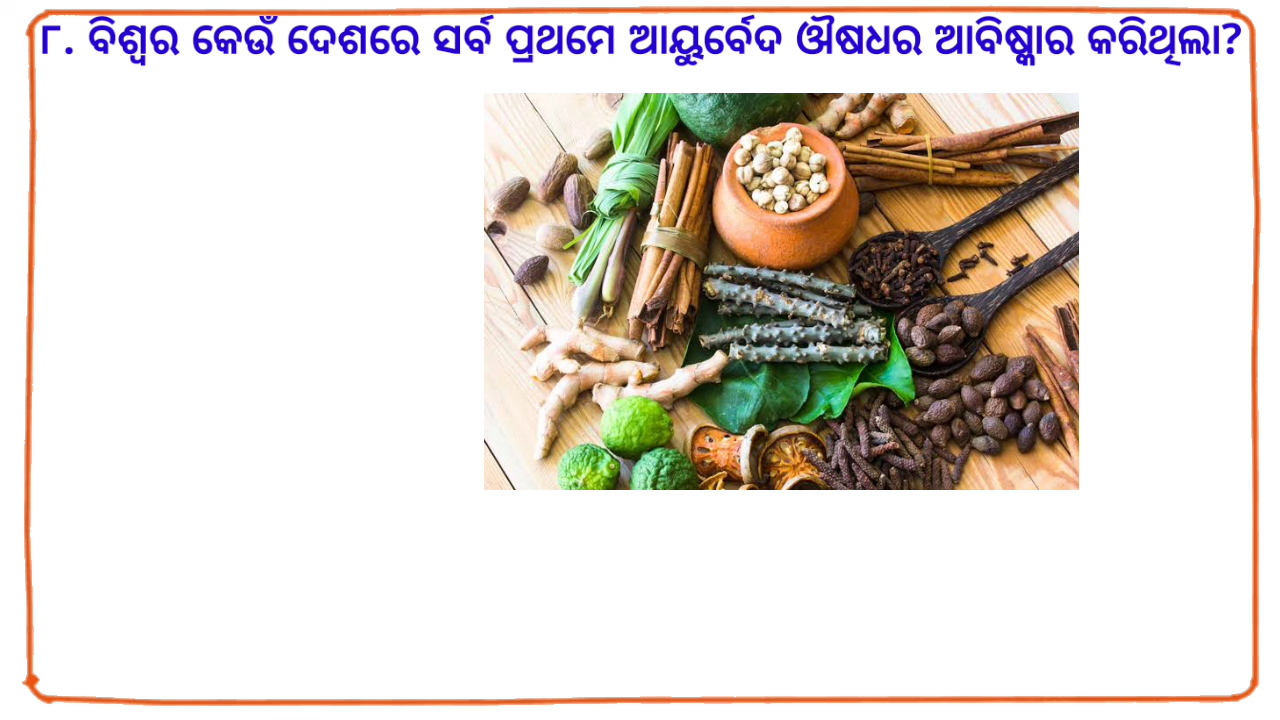 ୮. ବିଶ୍ୱର କେଉଁ ଦେଶରେ ସର୍ବ ପ୍ରଥମେ ଆୟୁର୍ବେଦ ଔଷଧର ଆବିଷ୍କାର କରିଥିଲା?